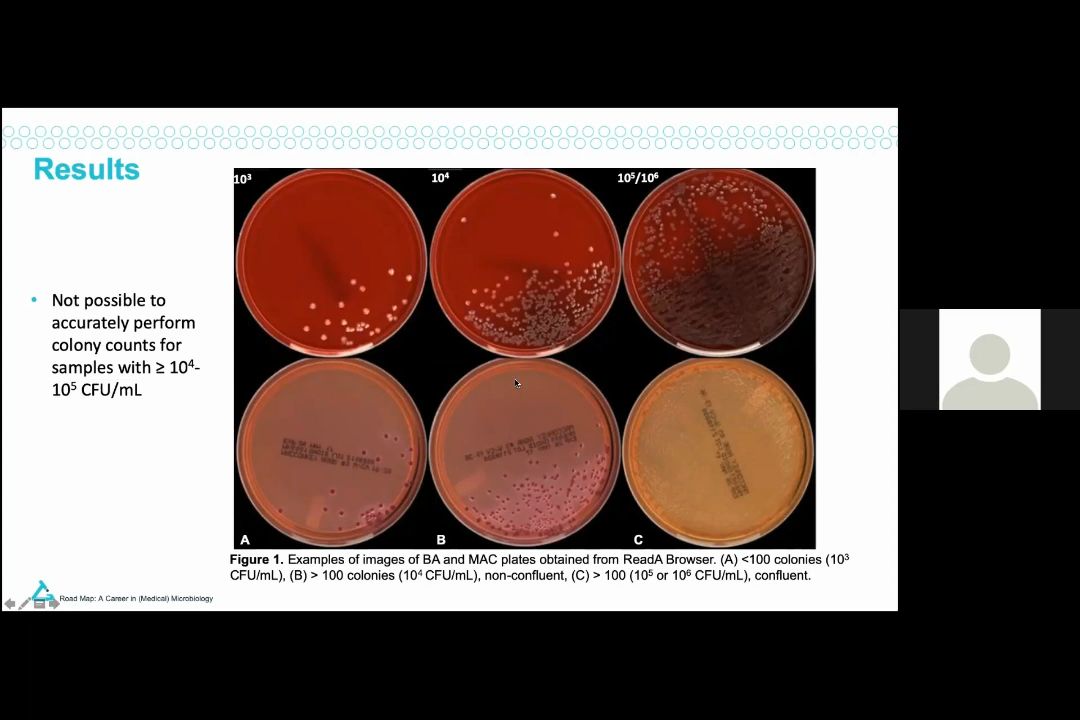 Results
10³
10⁴
10⁵/10⁶
• Not possible to
accurately perform
colony counts for
samples with ≥ 10⁴-
10⁵ CFU/mL
A
B
C
Figure 1. Examples of images of BA and MAC plates obtained from ReadA Browser. (A) <100 colonies (10³
CFU/mL), (B) > 100 colonies (10⁴ CFU/mL), non-confluent, (C) > 100 (10⁵ or 10⁶ CFU/mL), confluent.
Road Map: A Career in (Medical) Microbiology